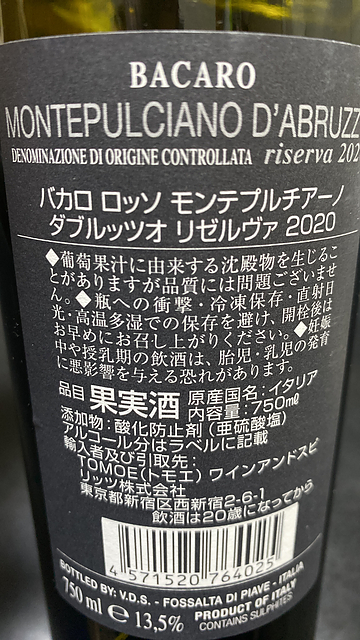 BACARO
MONTEPULCIANO D'ABRUZZ
DENOMINAZIONE DI ORIGINE CONTROLLATA riserva 202
バカロ ロッソ モンテプルチアーノ
ダブルッツオ リゼルヴァ 2020
◆葡萄果汁に由来する沈殿物を生じるこ
とがありますが品質には問題ございませ
ん。◆瓶への衝撃・冷凍保存・直射日
光・高温多湿での保存を避け、開栓後は
お早めにお召し上がりください。◆妊娠
中や授乳期の飲酒は、胎児・乳児の発育
に悪影響を与える恐れがあります。
品目 果実酒 原産国名：イタリア
内容量：750㎖
添加物：酸化防止剤（亜硫酸塩）
アルコール分はラベルに記載
輸入者及び引取先：
TOMOE(トモエ) ワインアンドスピ
リッツ株式会社
東京都新宿区西新宿2-6-1
飲酒は20歳になってから
4 571520 764025
BOTTLED BY: V.D.S. - FOSSALTA DI PIAVE - ITALIA
750 ml ℮ 13,5% PRODUCT OF ITALY
CONTAINS SULPHITES